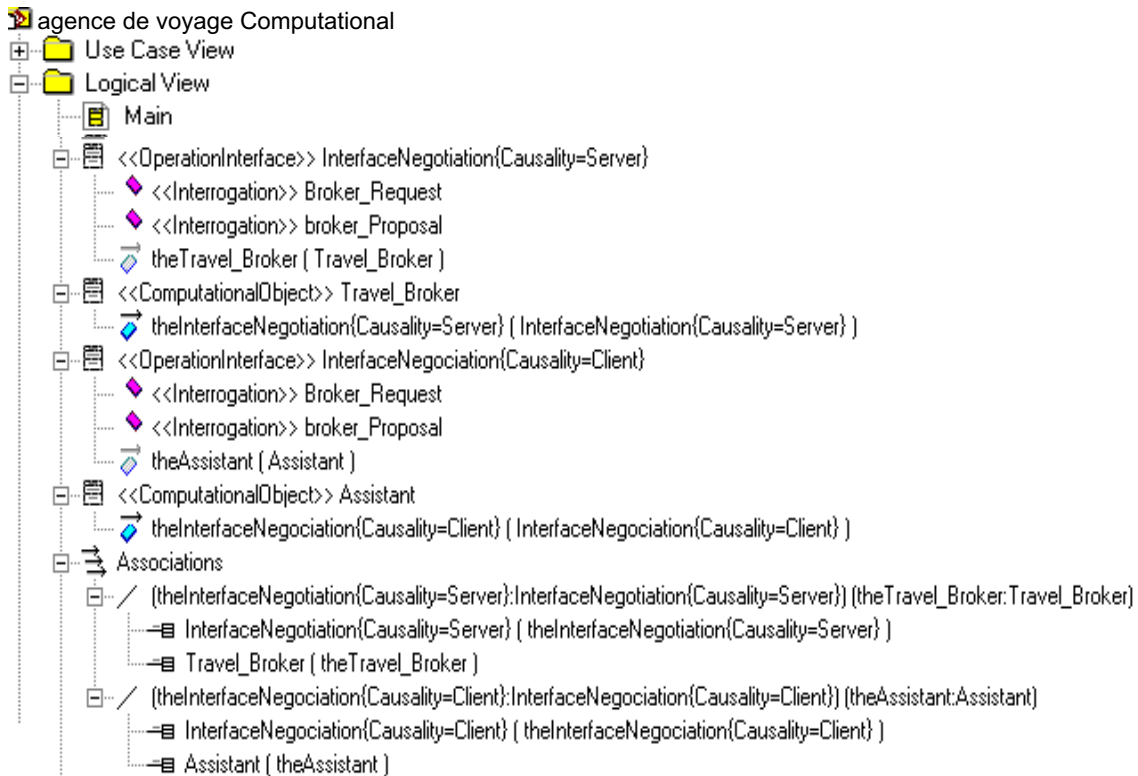 agence de voyage Computational
Use Case View
Logical View
Main
<<OperationInterface>> InterfaceNegotiation{Causality=Server}
<<Interrogation>> Broker_Request
<<Interrogation>> broker_Proposal
theTravel_Broker ( Travel_Broker )
<<ComputationalObject>> Travel_Broker
theInterfaceNegotiation{Causality=Server} ( InterfaceNegotiation{Causality=Server} )
<<OperationInterface>> InterfaceNegociation{Causality=Client}
<<Interrogation>> Broker_Request
<<Interrogation>> broker_Proposal
theAssistant ( Assistant )
<<ComputationalObject>> Assistant
theInterfaceNegociation{Causality=Client} ( InterfaceNegociation{Causality=Client} )
Associations
(theInterfaceNegotiation{Causality=Server}:InterfaceNegotiation{Causality=Server}) (theTravel_Broker:Travel_Broker)
InterfaceNegotiation{Causality=Server} ( theInterfaceNegotiation{Causality=Server} )
Travel_Broker ( theTravel_Broker )
(theInterfaceNegociation{Causality=Client}:InterfaceNegociation{Causality=Client}) (theAssistant:Assistant)
InterfaceNegociation{Causality=Client} ( theInterfaceNegociation{Causality=Client} )
Assistant ( theAssistant )